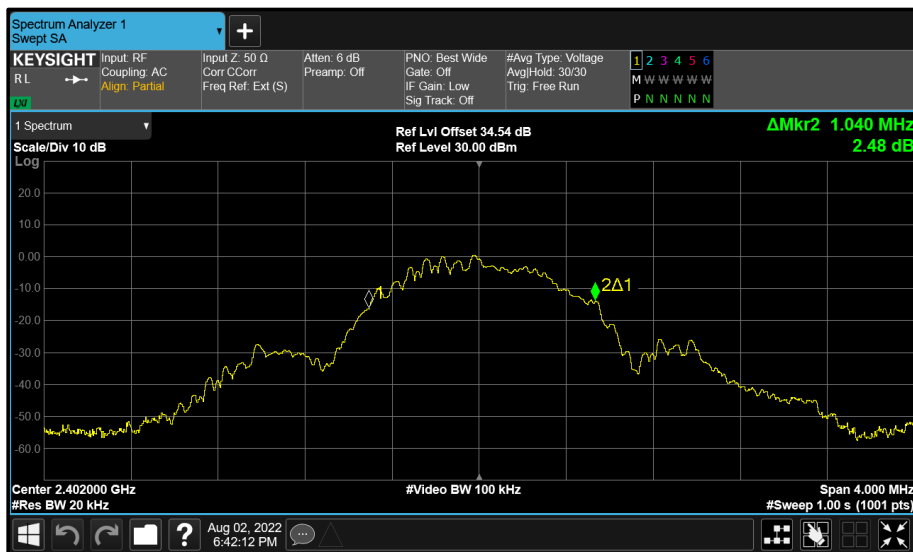 Spectrum Analyzer 1
Swept SA
+
KEYSIGHT
R L
LXI
Input: RF
Coupling: AC
Align: Partial
Input Z: 50 Ω
Corr CCorr
Freq Ref: Ext (S)
Atten: 6 dB
Preamp: Off
PNO: Best Wide
Gate: Off
IF Gain: Low
Sig Track: Off
#Avg Type: Voltage
Avg|Hold: 30/30
Trig: Free Run
1 2 3 4 5 6
M W W W W W
P N N N N N
1 Spectrum
Scale/Div 10 dB
Ref Lvl Offset 34.54 dB
Ref Level 30.00 dBm
ΔMkr2 1.040 MHz
2.48 dB
Log
20.0
10.0
0.00
-10.0
-20.0
-30.0
-40.0
-50.0
-60.0
2Δ1
Center 2.402000 GHz
#Res BW 20 kHz
#Video BW 100 kHz
Span 4.000 MHz
#Sweep 1.00 s (1001 pts)
?
Aug 02, 2022
6:42:12 PM